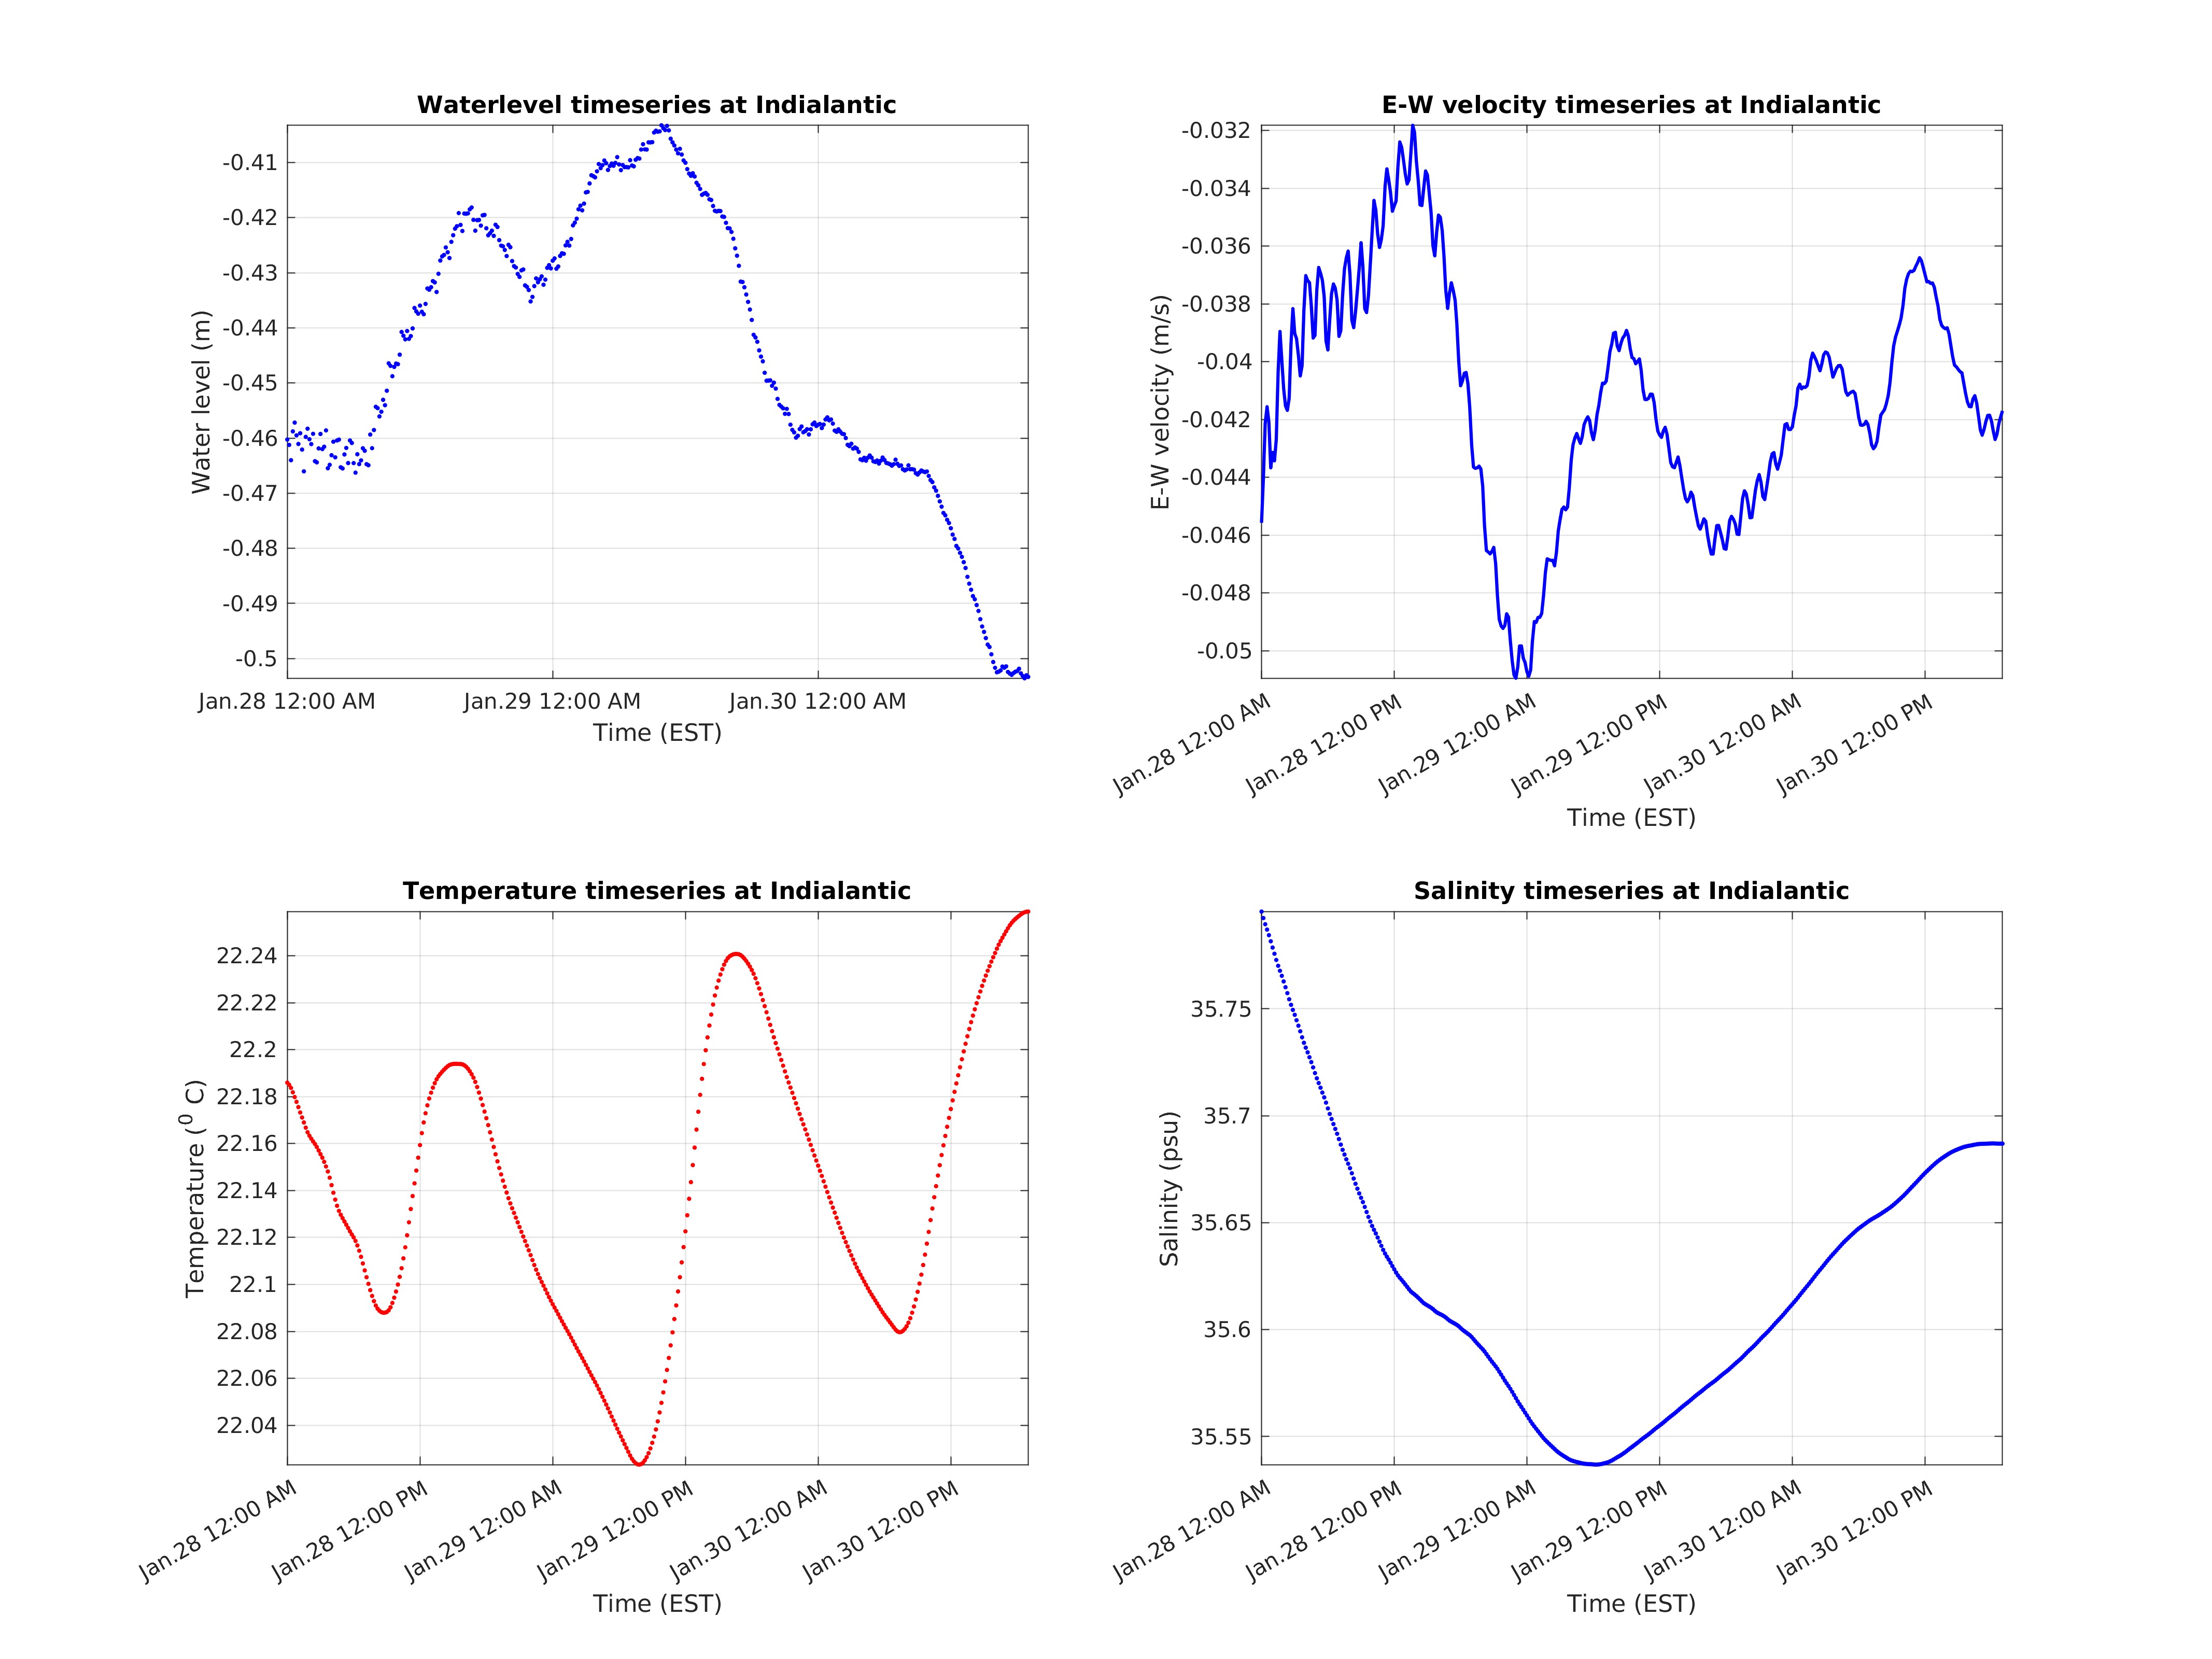 Waterlevel timeseries at Indialantic
Water level (m)
-0.41
-0.42
-0.43
-0.44
-0.45
-0.46
-0.47
-0.48
-0.49
-0.5
Jan.28 12:00 AM
Jan.29 12:00 AM
Jan.30 12:00 AM
Time (EST)
E-W velocity timeseries at Indialantic
E-W velocity (m/s)
-0.032
-0.034
-0.036
-0.038
-0.04
-0.042
-0.044
-0.046
-0.048
-0.05
Jan.28 12:00 AM
Jan.28 12:00 PM
Jan.29 12:00 AM
Jan.29 12:00 PM
Jan.30 12:00 AM
Jan.30 12:00 PM
Time (EST)
Temperature timeseries at Indialantic
Temperature (⁰ C)
22.24
22.22
22.2
22.18
22.16
22.14
22.12
22.1
22.08
22.06
22.04
Jan.28 12:00 AM
Jan.28 12:00 PM
Jan.29 12:00 AM
Jan.29 12:00 PM
Jan.30 12:00 AM
Jan.30 12:00 PM
Time (EST)
Salinity timeseries at Indialantic
Salinity (psu)
35.75
35.7
35.65
35.6
35.55
Jan.28 12:00 AM
Jan.28 12:00 PM
Jan.29 12:00 AM
Jan.29 12:00 PM
Jan.30 12:00 AM
Jan.30 12:00 PM
Time (EST)